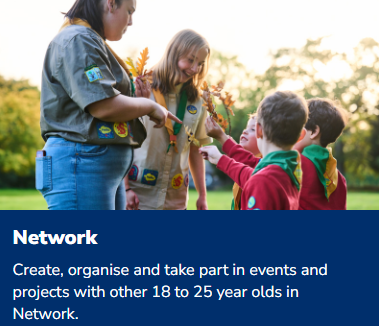 Network
Create, organise and take part in events and
projects with other 18 to 25 year olds in
Network.